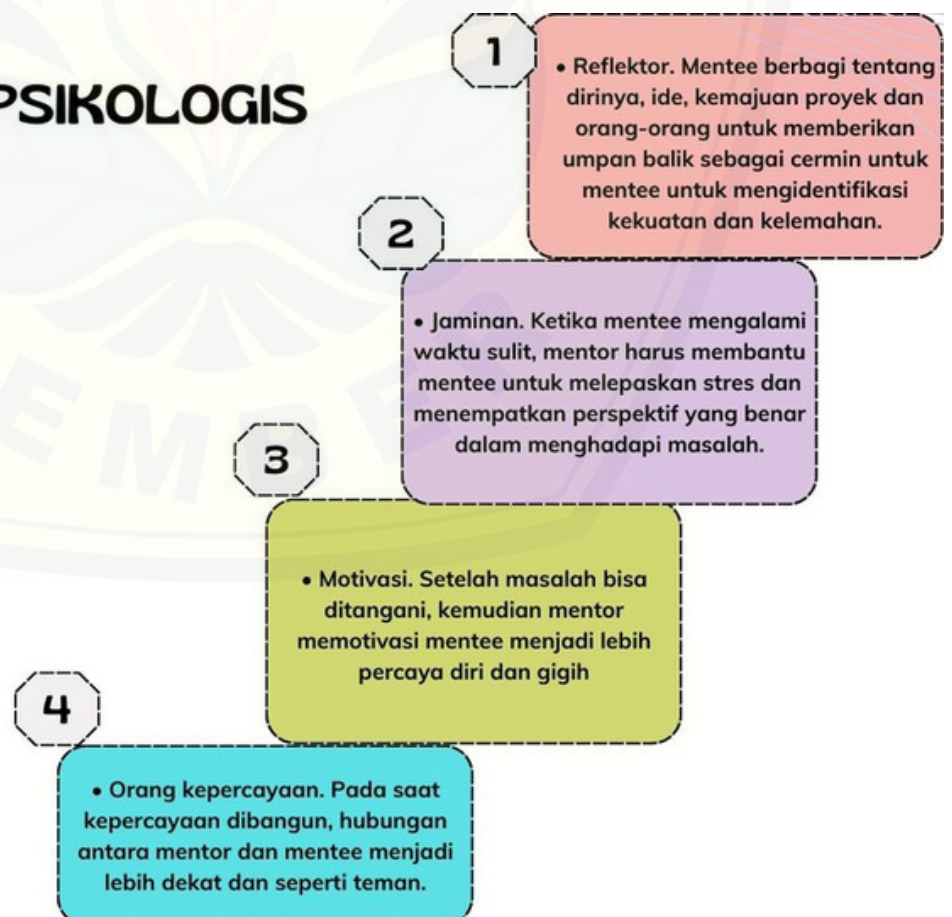 PSIKOLOGIS
1
• Reflektor. Mentee berbagi tentang
dirinya, ide, kemajuan proyek dan
orang-orang untuk memberikan
umpan balik sebagai cermin untuk
mentee untuk mengidentifikasi
kekuatan dan kelemahan.
2
• Jaminan. Ketika mentee mengalami
waktu sulit, mentor harus membantu
mentee untuk melepaskan stres dan
menempatkan perspektif yang benar
dalam menghadapi masalah.
3
• Motivasi. Setelah masalah bisa
ditangani, kemudian mentor
memotivasi mentee menjadi lebih
percaya diri dan gigih
4
• Orang kepercayaan. Pada saat
kepercayaan dibangun, hubungan
antara mentor dan mentee menjadi
lebih dekat dan seperti teman.
EMBE